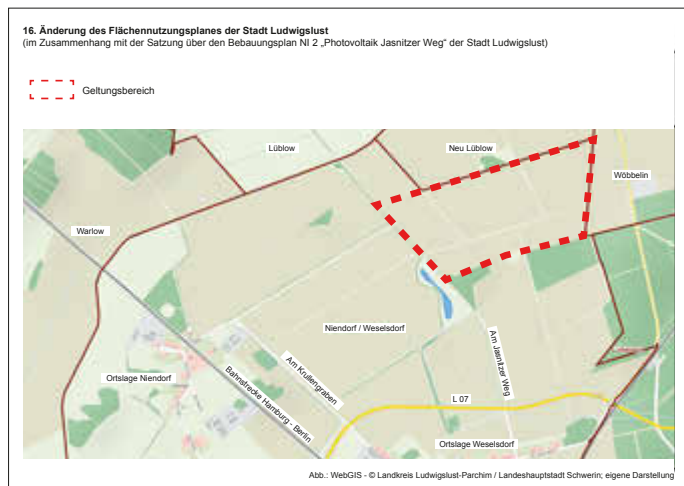 16. Änderung des Flächennutzungsplanes der Stadt Ludwigslust
(im Zusammenhang mit der Satzung über den Bebauungsplan NI 2 „Photovoltaik Jasnitzer Weg“ der Stadt Ludwigslust)
Geltungsbereich
Lüblow
Neu Lüblow
Wöbbelin
Warlow
Niendorf / Weselsdorf
Am Jasnitzer Weg
Am Krullengraben
Ortslage Niendorf
Bahnstrecke Hamburg - Berlin
L 07
Ortslage Weselsdorf
Abb.: WebGIS - © Landkreis Ludwigslust-Parchim / Landeshauptstadt Schwerin; eigene Darstellung